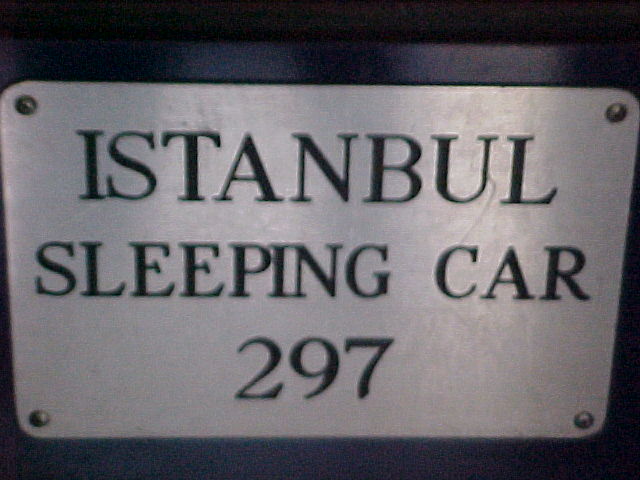 ISTANBUL
SLEEPING CAR
297